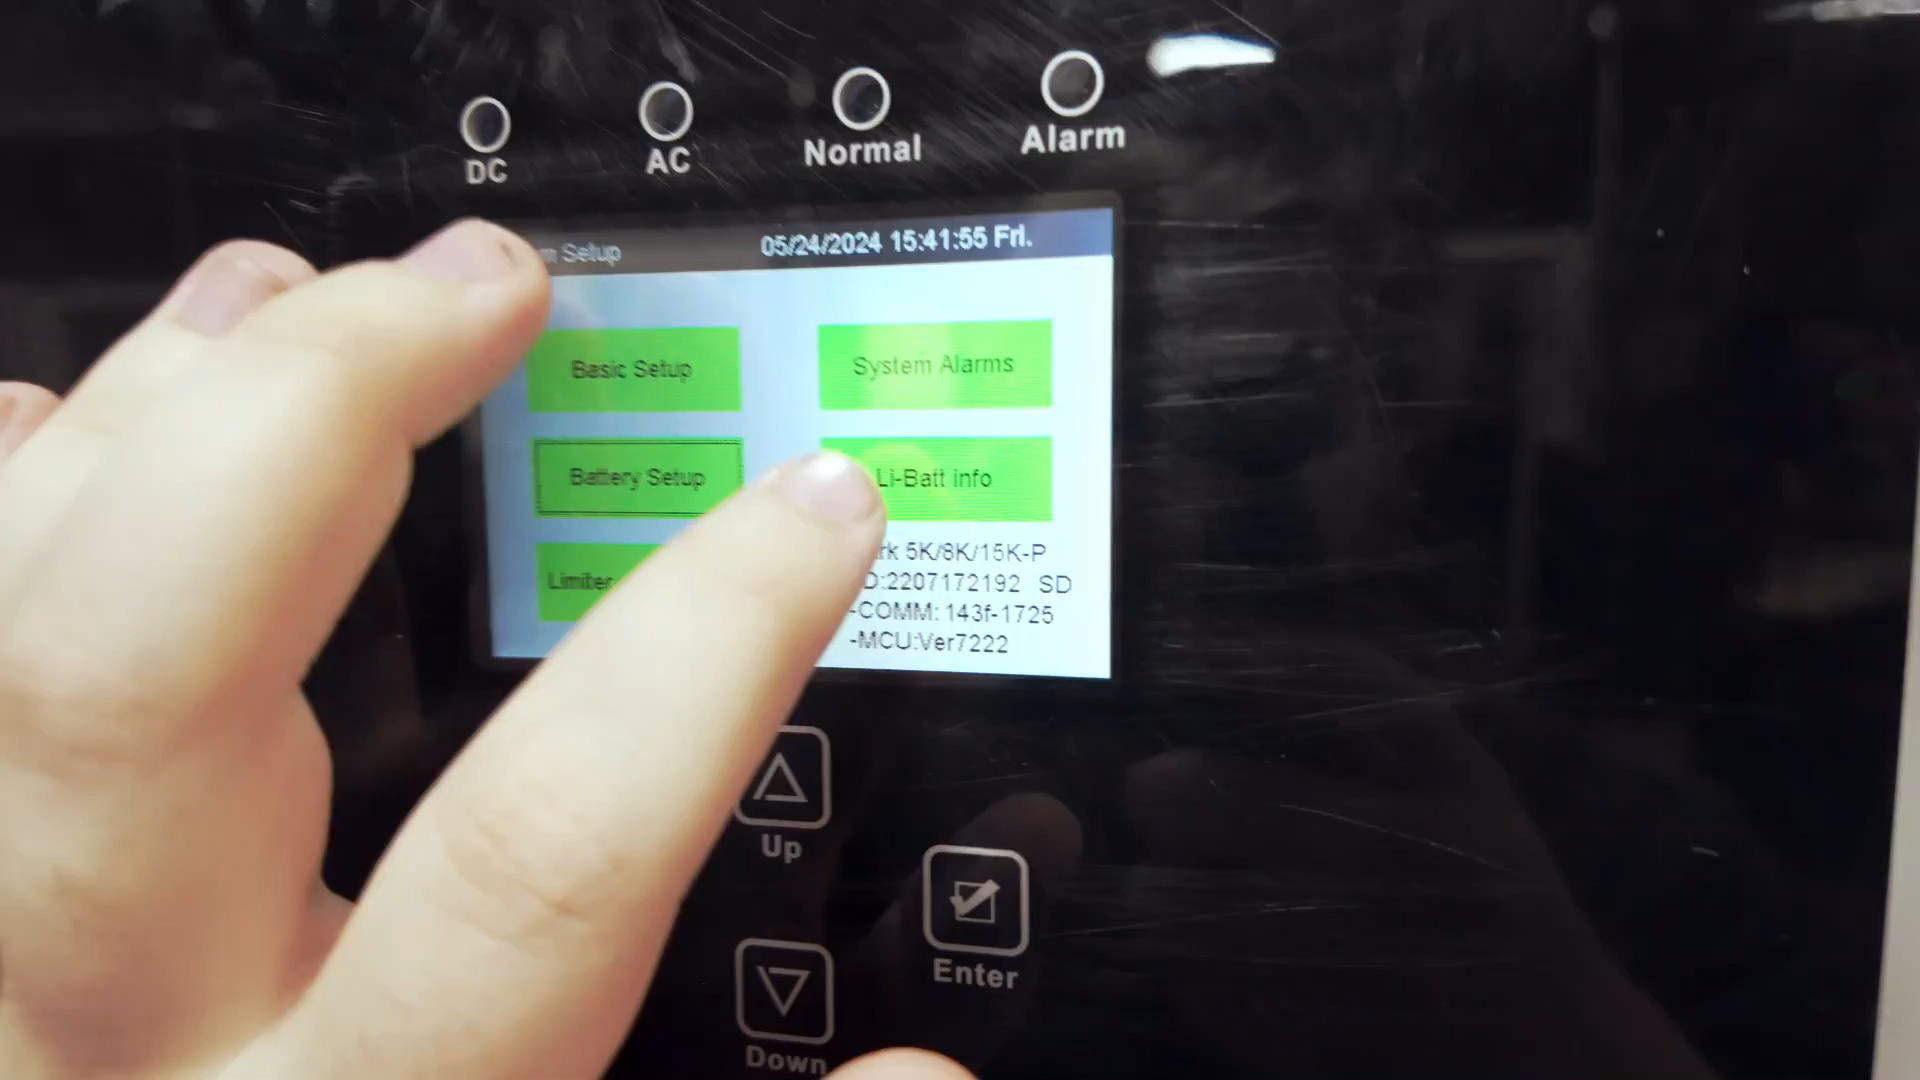 DC
AC
Normal
Alarm
Setup
05/24/2024 15:41:55 Fri.
Basic Setup
System Alarms
Battery Setup
Li-Batt info
Limiter
5K/8K/15K-P
D:2207172192 SD
-COMM: 143f-1725
-MCU:Ver7222
Up
Enter
Down